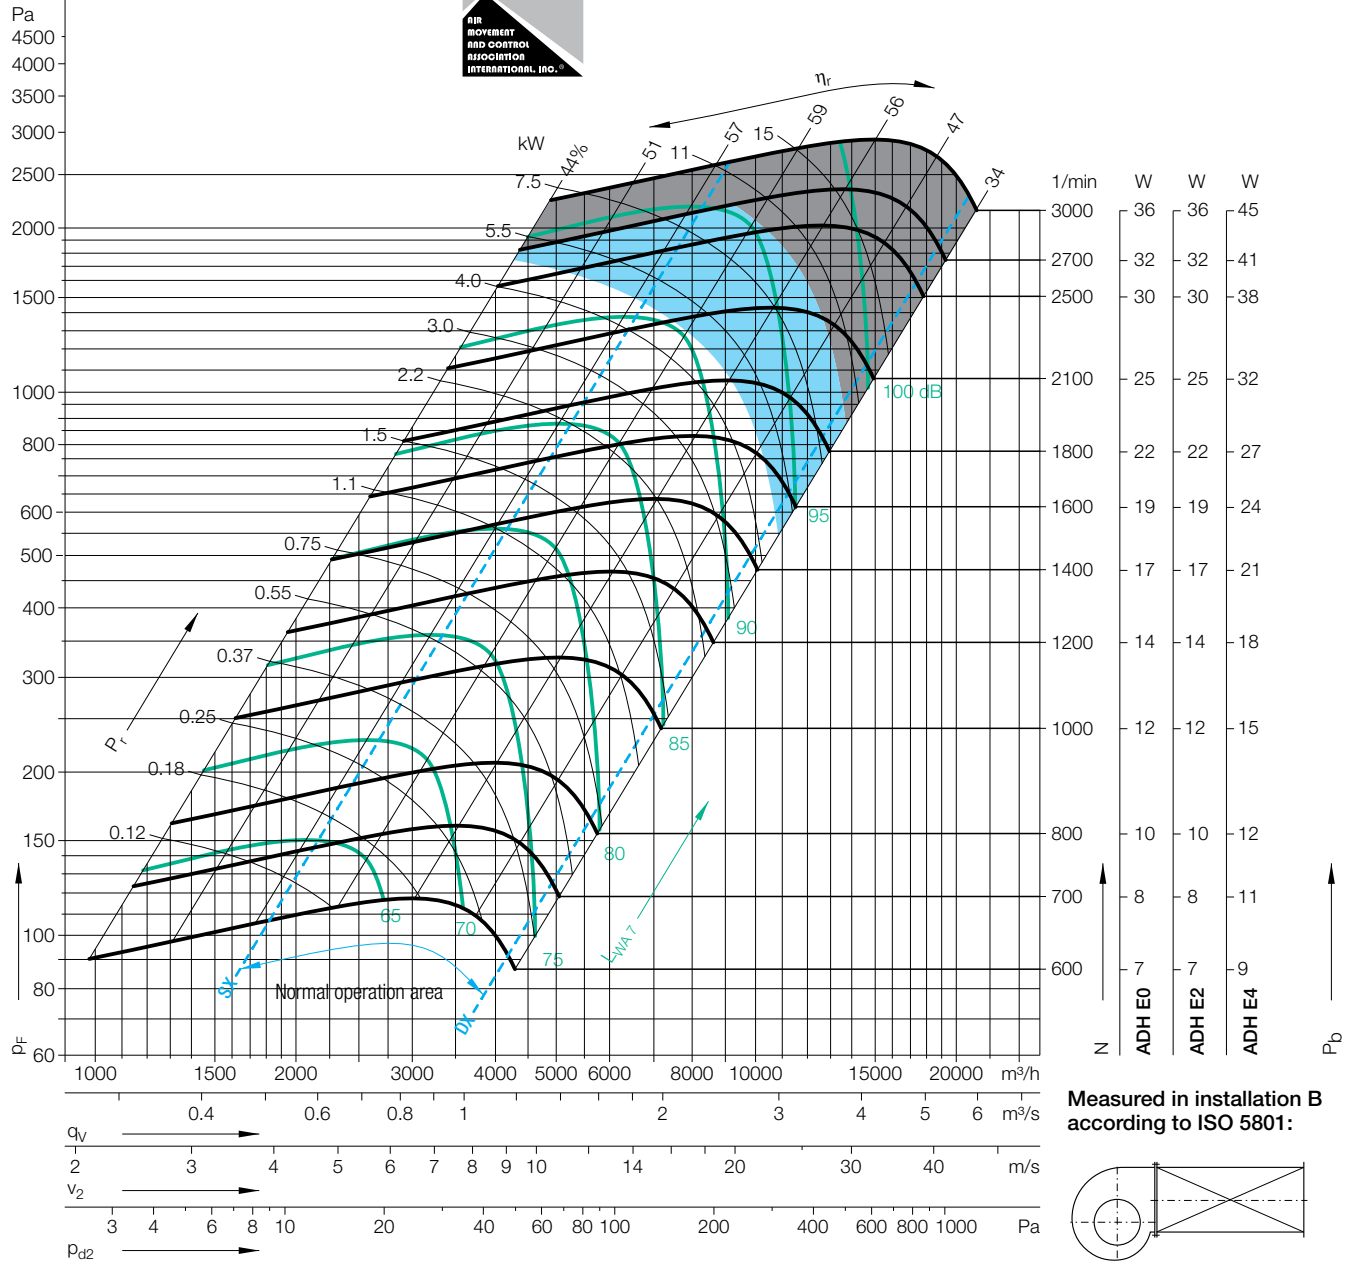 Pa
4500
4000
3500
3000
2500
2000
1500
1000
800
600
500
400
300
200
150
100
80
60
pF
AIR
MOVEMENT
AND CONTROL
ASSOCIATION
INTERNATIONAL, INC.®
ηr
kW
44%
51
57
59
56
47
34
15
11
7.5
5.5
4.0
3.0
2.2
1.5
1.1
0.75
0.55
0.37
0.25
0.18
0.12
Pr
100 dB
95
90
85
80
75
70
65
LWA 7
SX
Normal operation area
DX
1/min W W W
3000 36 36 45
2700 32 32 41
2500 30 30 38
2100 25 25 32
1800 22 22 27
1600 19 19 24
1400 17 17 21
1200 14 14 18
1000 12 12 15
800 10 10 12
700 8 8 11
600 7 7 9
N ADH E0 ADH E2 ADH E4 Pb
1000 1500 2000 3000 4000 5000 6000 8000 10000 15000 20000 m³/h
0.4 0.6 0.8 1 2 3 4 5 6 m³/s
qV
2 3 4 5 6 7 8 9 10 14 20 30 40 m/s
v2
3 4 6 8 10 20 40 60 80 100 200 400 600 800 1000 Pa
pd2
Measured in installation B
according to ISO 5801: